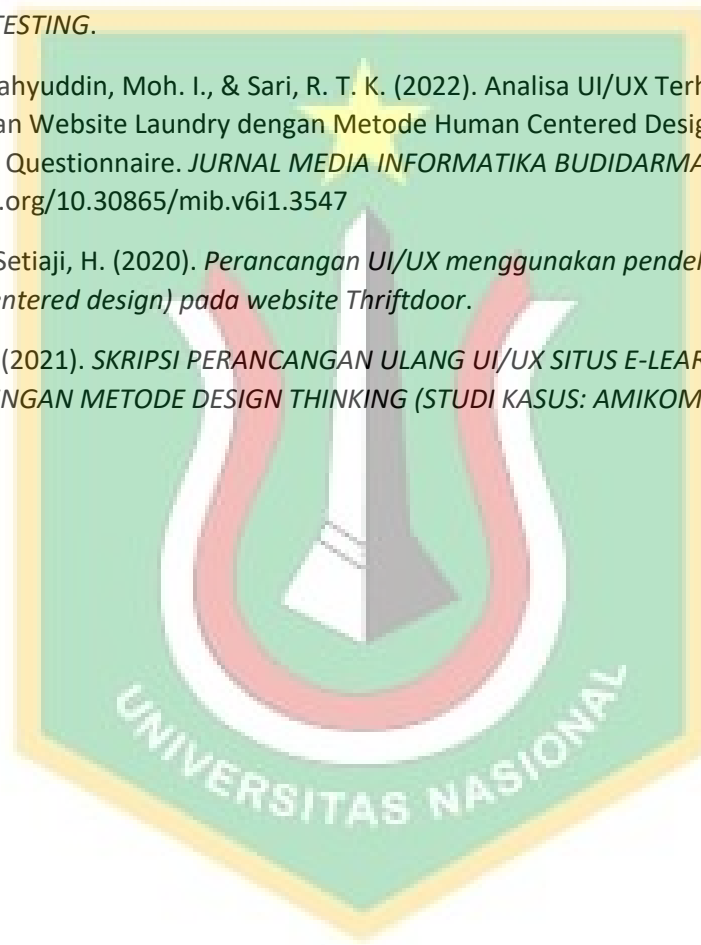 TESTING.
ahyuddin, Moh. I., & Sari, R. T. K. (2022). Analisa UI/UX Terh
an Website Laundry dengan Metode Human Centered Desig
Questionnaire. JURNAL MEDIA INFORMATIKA BUDIDARMA
.org/10.30865/mib.v6i1.3547
Setiaji, H. (2020). Perancangan UI/UX menggunakan pendek
entered design) pada website Thriftdoor.
(2021). SKRIPSI PERANCANGAN ULANG UI/UX SITUS E-LEAR
NGAN METODE DESIGN THINKING (STUDI KASUS: AMIKOM
UNIVERSITAS NASIONAL